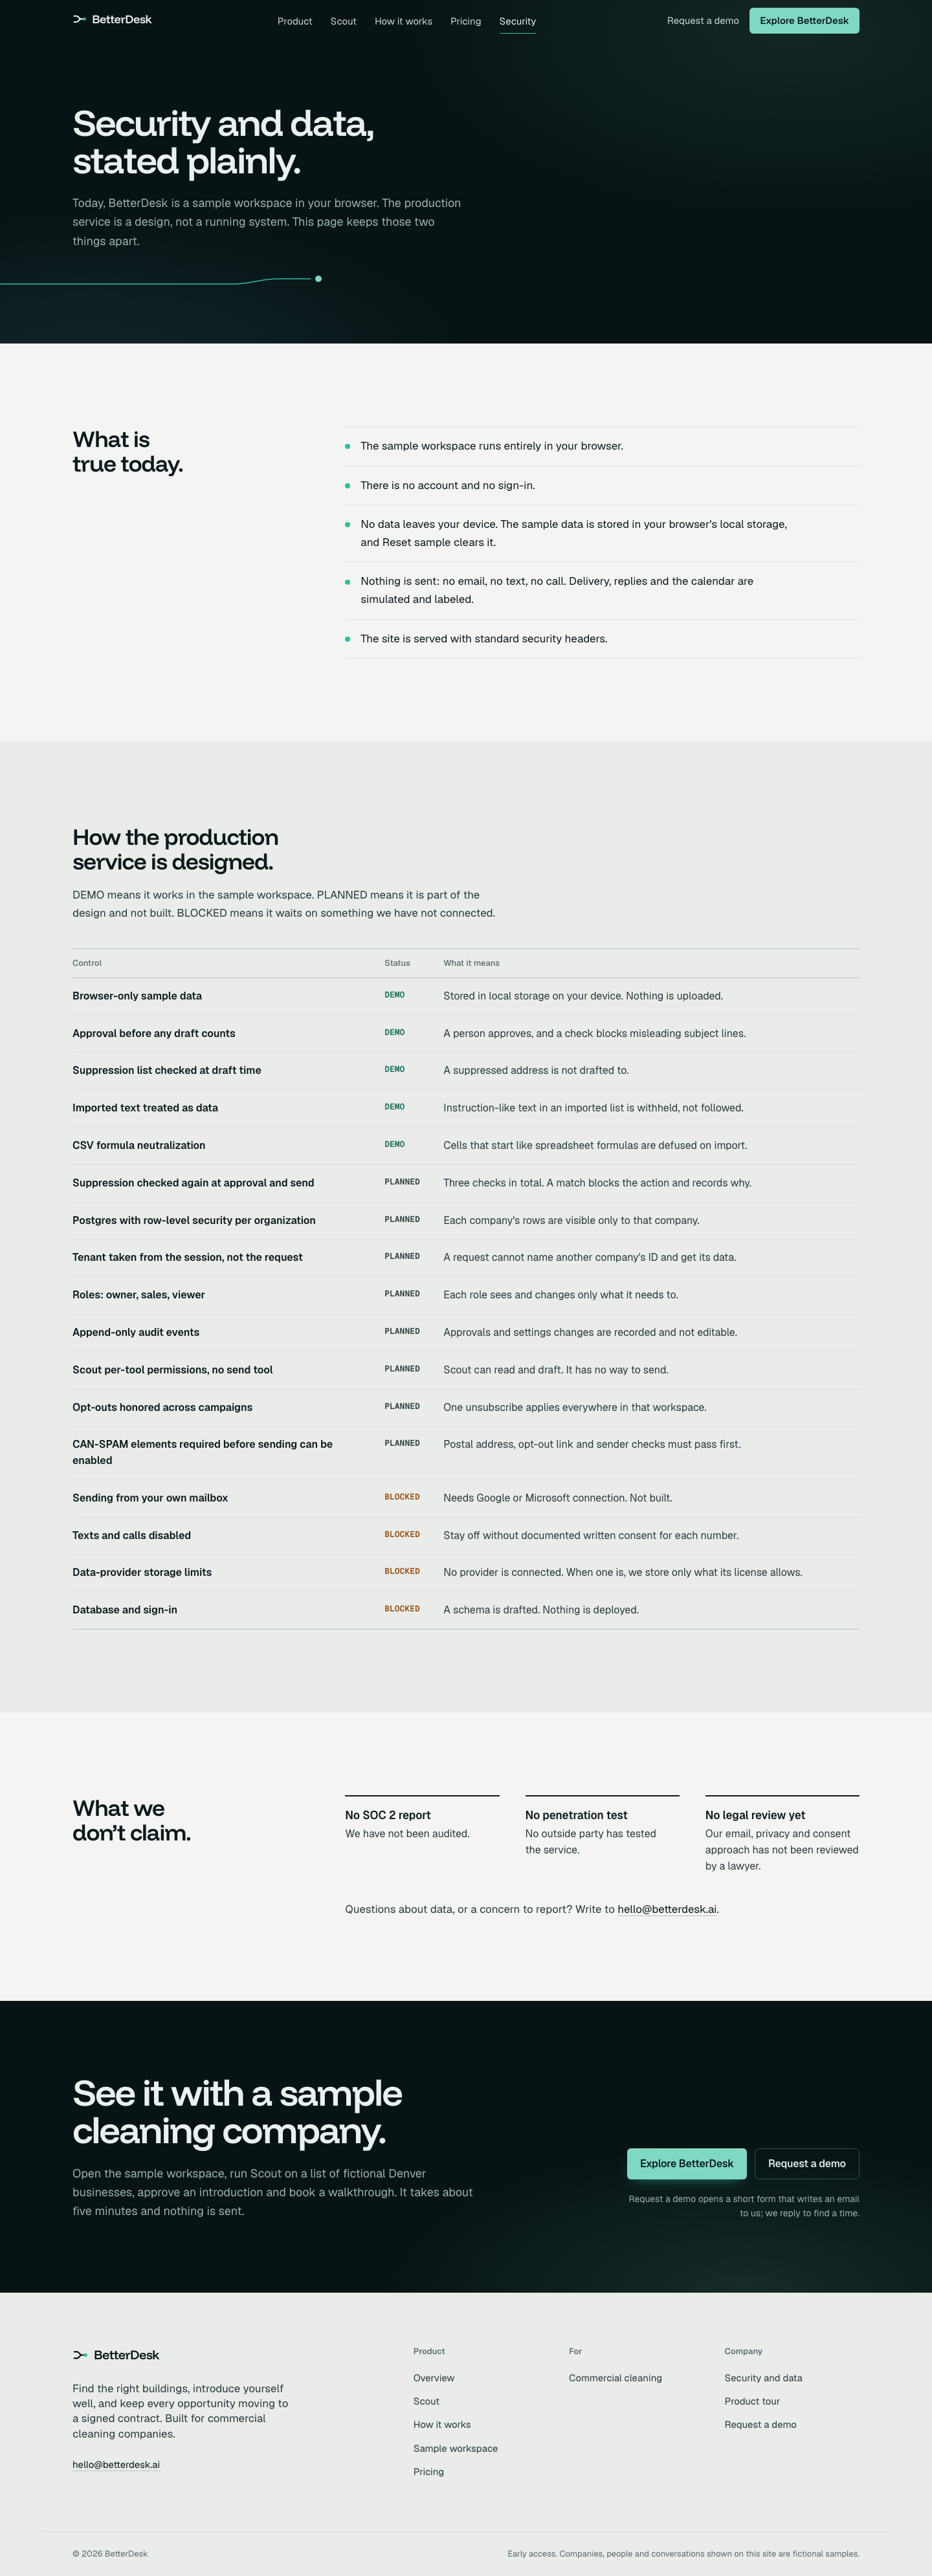 BetterDesk
Product
Scout
How it works
Pricing
Security
Request a demo
Explore BetterDesk
Security and data,
stated plainly.
Today, BetterDesk is a sample workspace in your browser. The production
service is a design, not a running system. This page keeps those two
things apart.
What is
true today.
The sample workspace runs entirely in your browser.
There is no account and no sign-in.
No data leaves your device. The sample data is stored in your browser's local storage,
and Reset sample clears it.
Nothing is sent: no email, no text, no call. Delivery, replies and the calendar are
simulated and labeled.
The site is served with standard security headers.
How the production
service is designed.
DEMO means it works in the sample workspace. PLANNED means it is part of the
design and not built. BLOCKED means it waits on something we have not connected.
Control Status What it means
Browser-only sample data DEMO Stored in local storage on your device. Nothing is uploaded.
Approval before any draft counts DEMO A person approves, and a check blocks misleading subject lines.
Suppression list checked at draft time DEMO A suppressed address is not drafted to.
Imported text treated as data DEMO Instruction-like text in an imported list is withheld, not followed.
CSV formula neutralization DEMO Cells that start like spreadsheet formulas are defused on import.
Suppression checked again at approval and send PLANNED Three checks in total. A match blocks the action and records why.
Postgres with row-level security per organization PLANNED Each company's rows are visible only to that company.
Tenant taken from the session, not the request PLANNED A request cannot name another company's ID and get its data.
Roles: owner, sales, viewer PLANNED Each role sees and changes only what it needs to.
Append-only audit events PLANNED Approvals and settings changes are recorded and not editable.
Scout per-tool permissions, no send tool PLANNED Scout can read and draft. It has no way to send.
Opt-outs honored across campaigns PLANNED One unsubscribe applies everywhere in that workspace.
CAN-SPAM elements required before sending can be PLANNED Postal address, opt-out link and sender checks must pass first.
enabled
Sending from your own mailbox BLOCKED Needs Google or Microsoft connection. Not built.
Texts and calls disabled BLOCKED Stay off without documented written consent for each number.
Data-provider storage limits BLOCKED No provider is connected. When one is, we store only what its license allows.
Database and sign-in BLOCKED A schema is drafted. Nothing is deployed.
What we
don’t claim.
No SOC 2 report
We have not been audited.
No penetration test
No outside party has tested
the service.
No legal review yet
Our email, privacy and consent
approach has not been reviewed
by a lawyer.
Questions about data, or a concern to report? Write to hello@betterdesk.ai.
See it with a sample
cleaning company.
Open the sample workspace, run Scout on a list of fictional Denver
businesses, approve an introduction and book a walkthrough. It takes about
five minutes and nothing is sent.
Explore BetterDesk
Request a demo
Request a demo opens a short form that writes an email
to us; we reply to find a time.
BetterDesk
Find the right buildings, introduce yourself
well, and keep every opportunity moving to
a signed contract. Built for commercial
cleaning companies.
hello@betterdesk.ai
Product
Overview
Scout
How it works
Sample workspace
Pricing
For
Commercial cleaning
Company
Security and data
Product tour
Request a demo
© 2026 BetterDesk
Early access. Companies, people and conversations shown on this site are fictional samples.